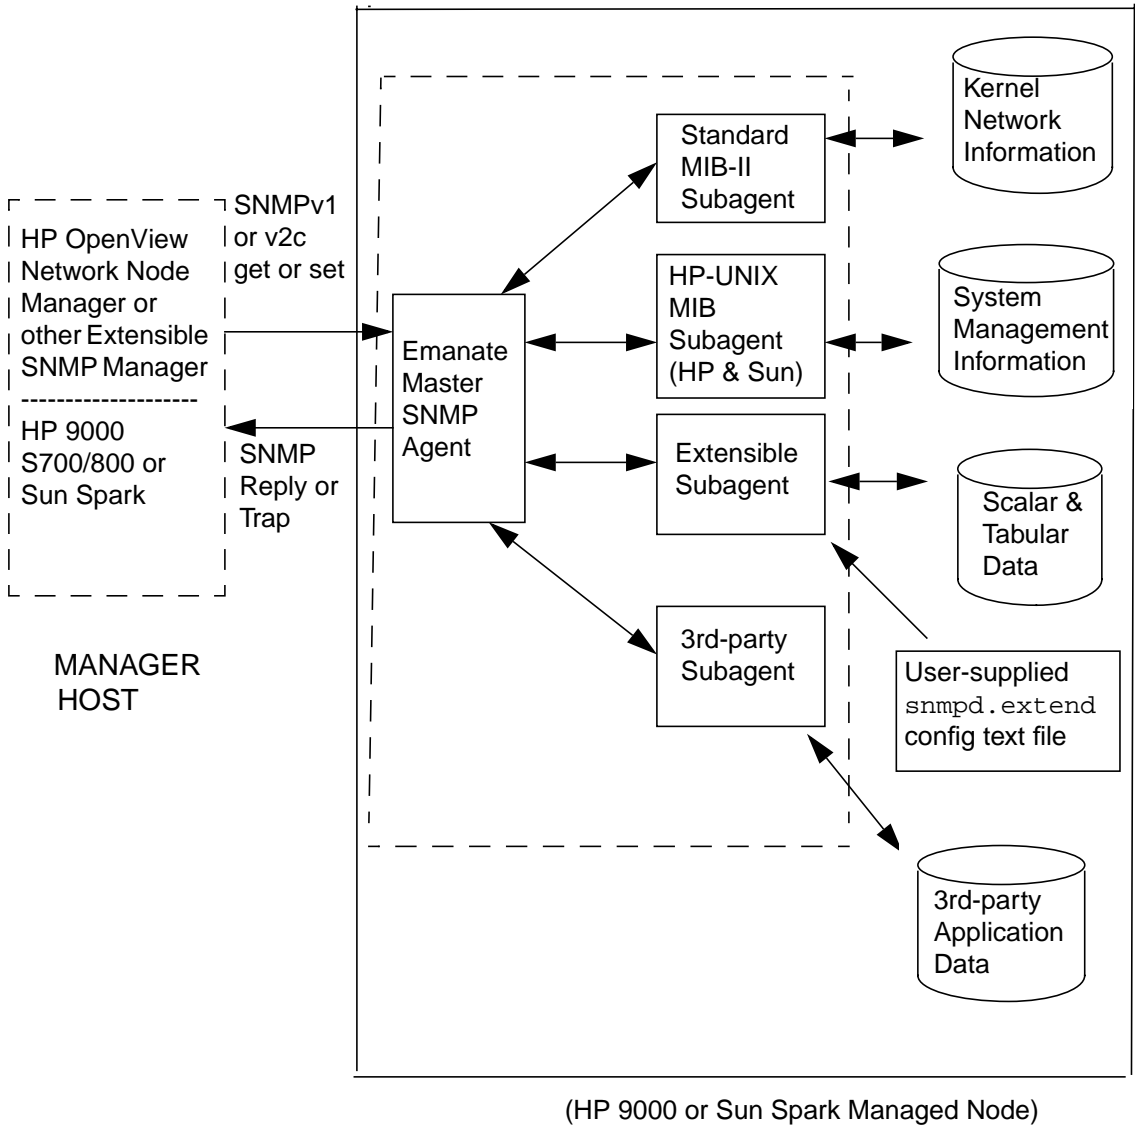 HP OpenView
Network Node
Manager or
other Extensible
SNMP Manager
--------------------
HP 9000
S700/800 or
Sun Spark
MANAGER
HOST
SNMPv1
or v2c
get or set
SNMP
Reply or
Trap
Emanate
Master
SNMP
Agent
Standard
MIB-II
Subagent
HP-UNIX
MIB
Subagent
(HP & Sun)
Extensible
Subagent
3rd-party
Subagent
Kernel
Network
Information
System
Management
Information
Scalar &
Tabular
Data
User-supplied
snmpd.extend
config text file
3rd-party
Application
Data
(HP 9000 or Sun Spark Managed Node)